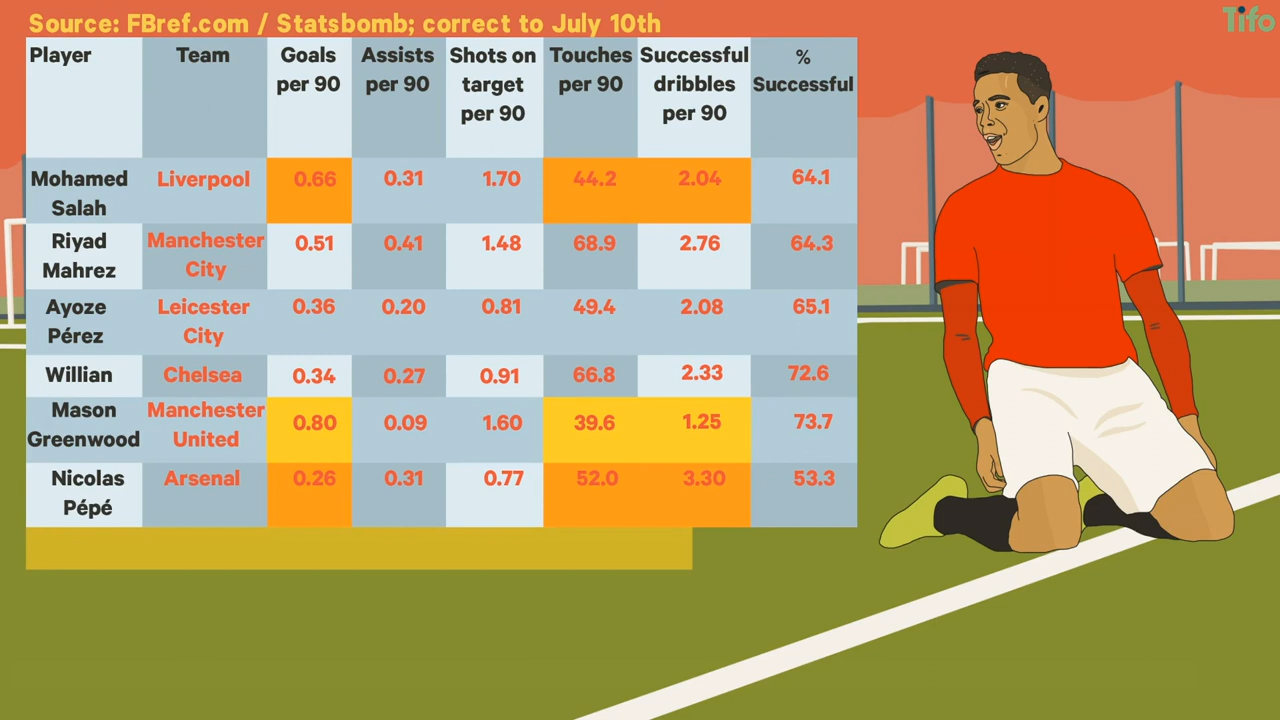 Source: FBref.com / Statsbomb; correct to July 10th
Tifo
Player Team Goals per 90 Assists per 90 Shots on target per 90 Touches per 90 Successful dribbles per 90 % Successful
Mohamed Salah Liverpool 0.66 0.31 1.70 44.2 2.04 64.1
Riyad Mahrez Manchester City 0.51 0.41 1.48 68.9 2.76 64.3
Ayoze Pérez Leicester City 0.36 0.20 0.81 49.4 2.08 65.1
Willian Chelsea 0.34 0.27 0.91 66.8 2.33 72.6
Mason Greenwood Manchester United 0.80 0.09 1.60 39.6 1.25 73.7
Nicolas Pépé Arsenal 0.26 0.31 0.77 52.0 3.30 53.3